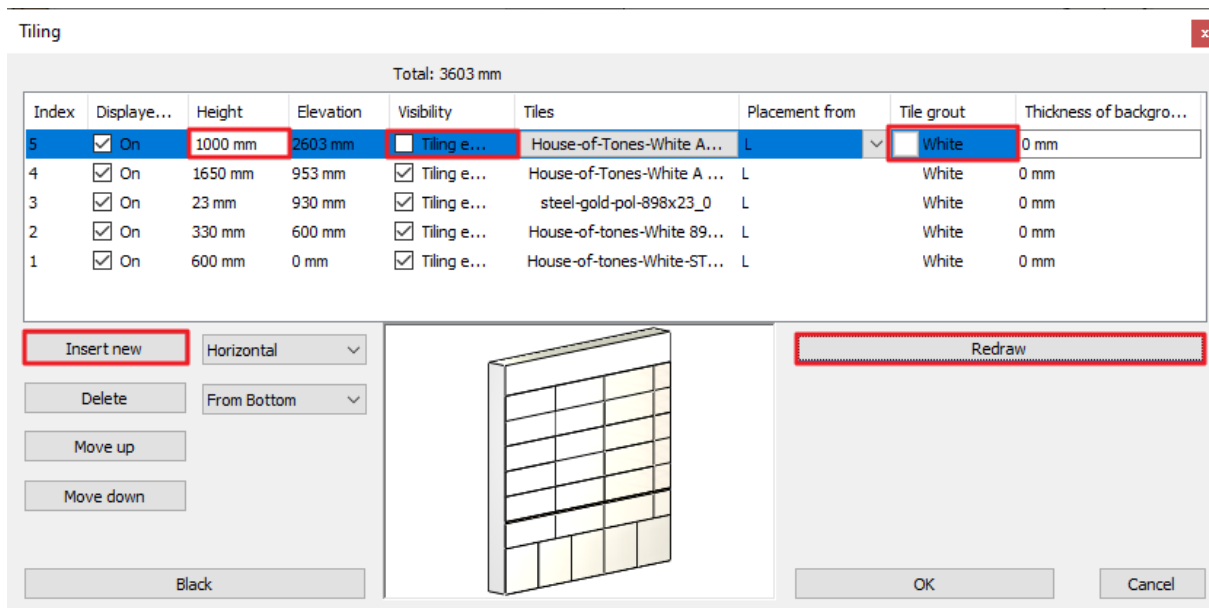 Tiling
x
Total: 3603 mm
Index Displaye... Height Elevation Visibility Tiles Placement from Tile grout Thickness of backgro...
5 On 1000 mm 2603 mm Tiling e... House-of-Tones-White A... L White 0 mm
4 On 1650 mm 953 mm Tiling e... House-of-Tones-White A ... L White 0 mm
3 On 23 mm 930 mm Tiling e... steel-gold-pol-898x23_0 L White 0 mm
2 On 330 mm 600 mm Tiling e... House-of-tones-White 89... L White 0 mm
1 On 600 mm 0 mm Tiling e... House-of-tones-White-ST... L White 0 mm
Insert new Horizontal Redraw
Delete From Bottom
Move up
Move down
Black OK Cancel